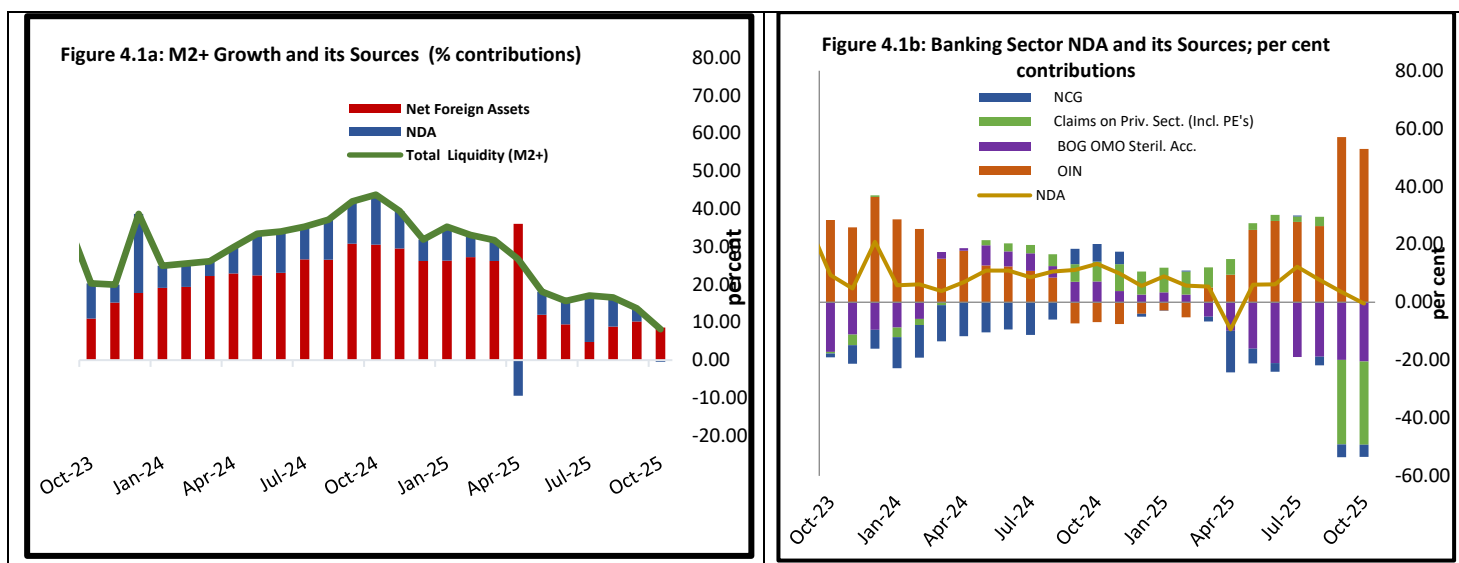 Figure 4.1a: M2+ Growth and its Sources (% contributions)
Net Foreign Assets
NDA
Total Liquidity (M2+)
80.00
70.00
60.00
50.00
40.00
30.00
20.00
10.00
0.00
-10.00
-20.00
percent
Oct-23
Jan-24
Apr-24
Jul-24
Oct-24
Jan-25
Apr-25
Jul-25
Oct-25
Figure 4.1b: Banking Sector NDA and its Sources; per cent
contributions
NCG
Claims on Priv. Sect. (Incl. PE's)
BOG OMO Steril. Acc.
OIN
NDA
80.00
60.00
40.00
20.00
0.000
-20.00
-40.00
-60.00
per cent
Oct-23
Jan-24
Apr-24
Jul-24
Oct-24
Jan-25
Apr-25
Jul-25
Oct-25